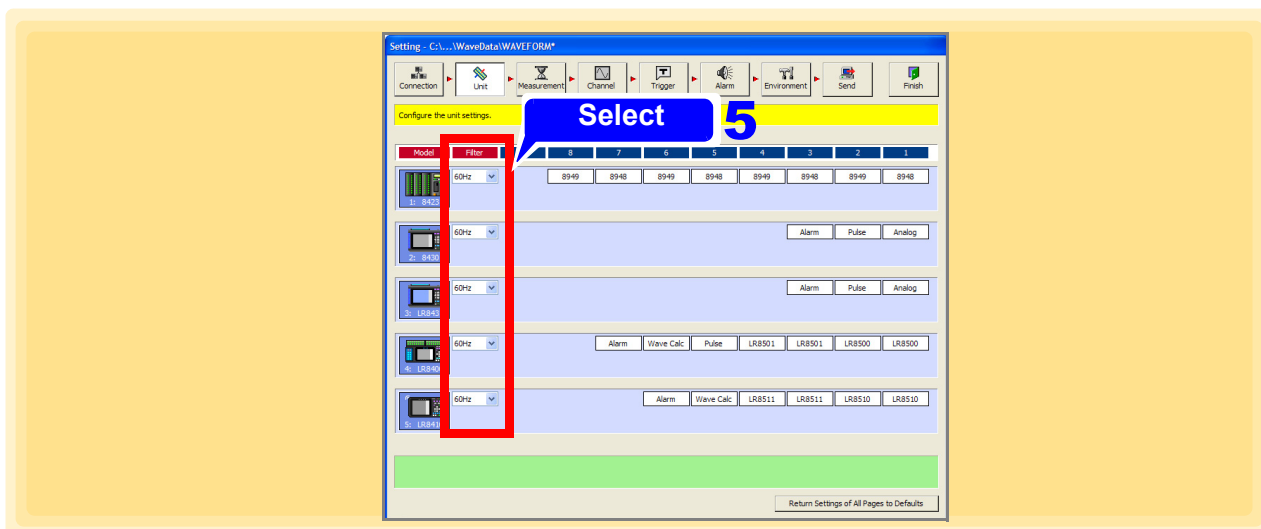 Setting - C:\...\WaveData\WAVEFORM*
Connection Unit Measurement Channel Trigger Alarm Environment Send Finish
Configure the unit settings.
Select 5
Model Filter 8 7 6 5 4 3 2 1
60Hz 8949 8948 8949 8948 8949 8948 8949 8948
1: 8423
60Hz Alarm Pulse Analog
2: 8430
60Hz Alarm Pulse Analog
3: LR843
60Hz Alarm Wave Calc Pulse LR8501 LR8501 LR8500 LR8500
4: LR840
60Hz Alarm Wave Calc LR8511 LR8511 LR8510 LR8510
5: LR841
Return Settings of All Pages to Defaults